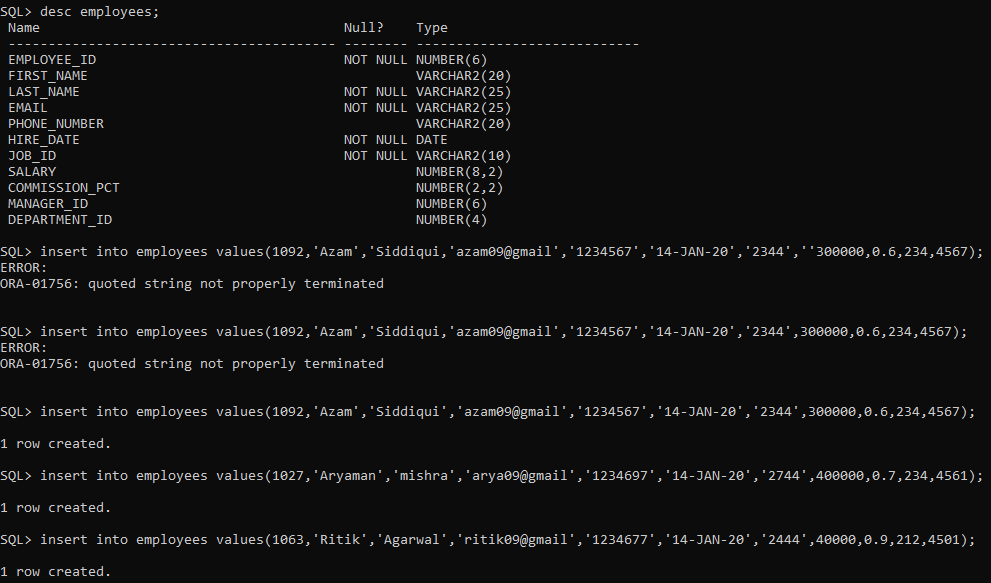 SQL> desc employees;
 Name                                      Null?    Type
 ----------------------------------------- -------- ----------------------------
 EMPLOYEE_ID                               NOT NULL NUMBER(6)
 FIRST_NAME                                         VARCHAR2(20)
 LAST_NAME                                 NOT NULL VARCHAR2(25)
 EMAIL                                     NOT NULL VARCHAR2(25)
 PHONE_NUMBER                                       VARCHAR2(20)
 HIRE_DATE                                 NOT NULL DATE
 JOB_ID                                    NOT NULL VARCHAR2(10)
 SALARY                                             NUMBER(8,2)
 COMMISSION_PCT                                     NUMBER(2,2)
 MANAGER_ID                                         NUMBER(6)
 DEPARTMENT_ID                                      NUMBER(4)
SQL> insert into employees values(1092,'Azam','Siddiqui,'azam09@gmail','1234567','14-JAN-20','2344',''300000,0.6,234,4567);
ERROR:
ORA-01756: quoted string not properly terminated
SQL> insert into employees values(1092,'Azam','Siddiqui,'azam09@gmail','1234567','14-JAN-20','2344',300000,0.6,234,4567);
ERROR:
ORA-01756: quoted string not properly terminated
SQL> insert into employees values(1092,'Azam','Siddiqui','azam09@gmail','1234567','14-JAN-20','2344',300000,0.6,234,4567);
1 row created.
SQL> insert into employees values(1027,'Aryaman','mishra','arya09@gmail','1234697','14-JAN-20','2744',400000,0.7,234,4561);
1 row created.
SQL> insert into employees values(1063,'Ritik','Agarwal','ritik09@gmail','1234677','14-JAN-20','2444',40000,0.9,212,4501);
1 row created.